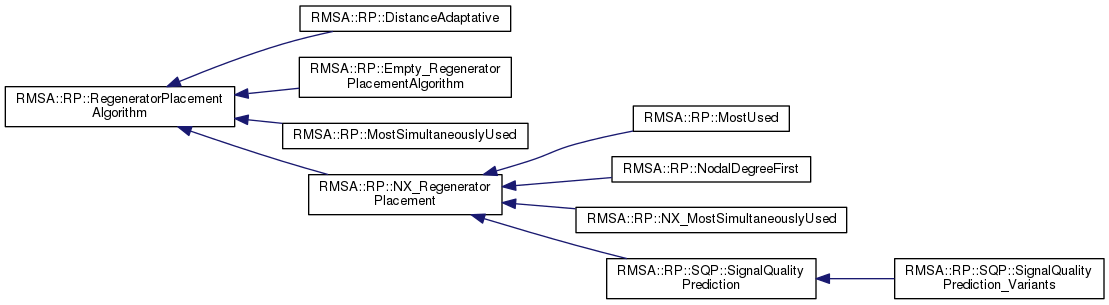 RMSA::RP::DistanceAdaptative
RMSA::RP::Empty_Regenerator
PlacementAlgorithm
RMSA::RP::RegeneratorPlacement
Algorithm
RMSA::RP::MostSimultaneouslyUsed
RMSA::RP::NX_Regenerator
Placement
RMSA::RP::MostUsed
RMSA::RP::NodalDegreeFirst
RMSA::RP::NX_MostSimultaneouslyUsed
RMSA::RP::SQP::SignalQuality
Prediction
RMSA::RP::SQP::SignalQuality
Prediction_Variants